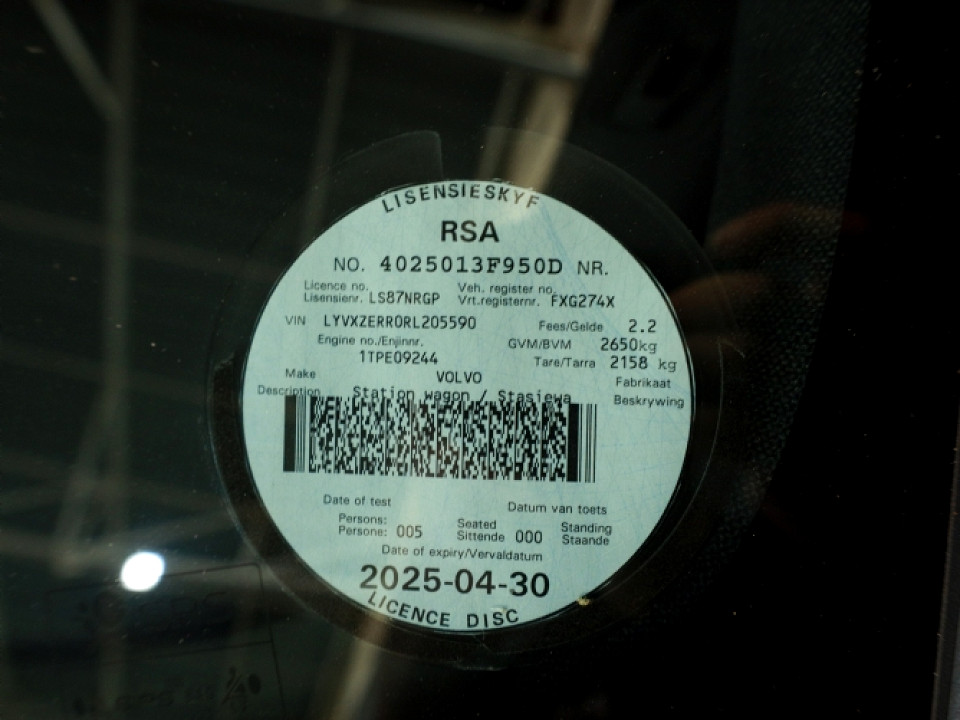 LISENSIESKYF
RSA
NO. 4025013F950D NR.
Licence no. Veh. register no.
Lisensienr. LS87NRGP Vrt.registernr. FXG274X
VIN LYVXZERR0RL205590 Fees/Gelde 2.2
Engine no./Enjinnr. GVM/BVM 2650kg
1TPE09244 Tare/Tarra 2158 kg
Make VOLVO Fabrikaat
Description Station wagon / Stasiewa Beskrywing
Date of test Datum van toets
Persons: Seated Standing
Persone: 005 Sittende 000 Staande
Date of expiry/Vervaldatum
2025-04-30
LICENCE DISC